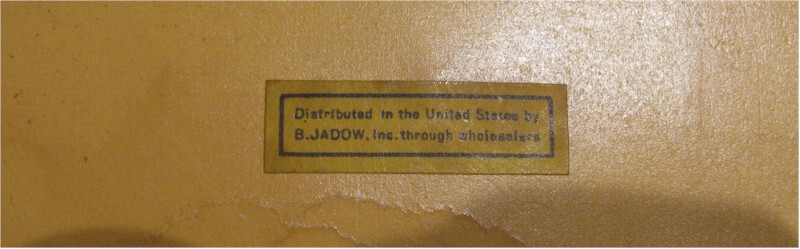 Distributed in the United States by
B.JADOW, Inc. through wholesalers